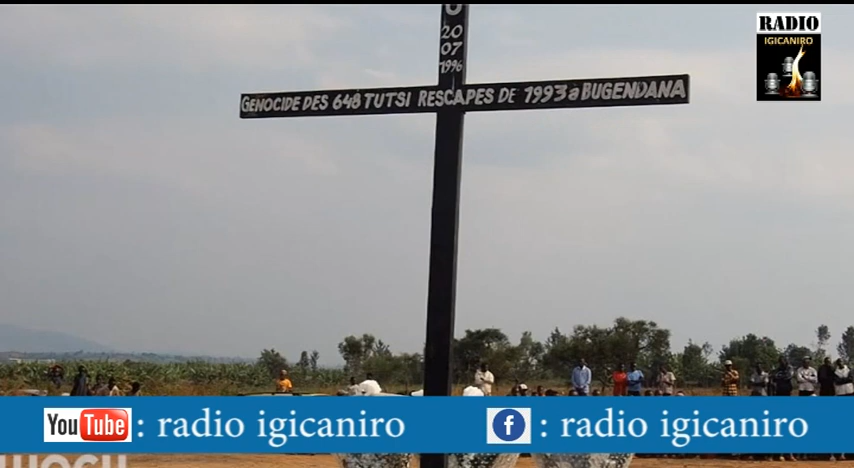 RADIO
IGICANIRO
20
07
1996
GENOCIDE DES 648 TUTSI RESCAPES DE 1993 à BUGENDANA
YouTube : radio igicaniro
f : radio igicaniro